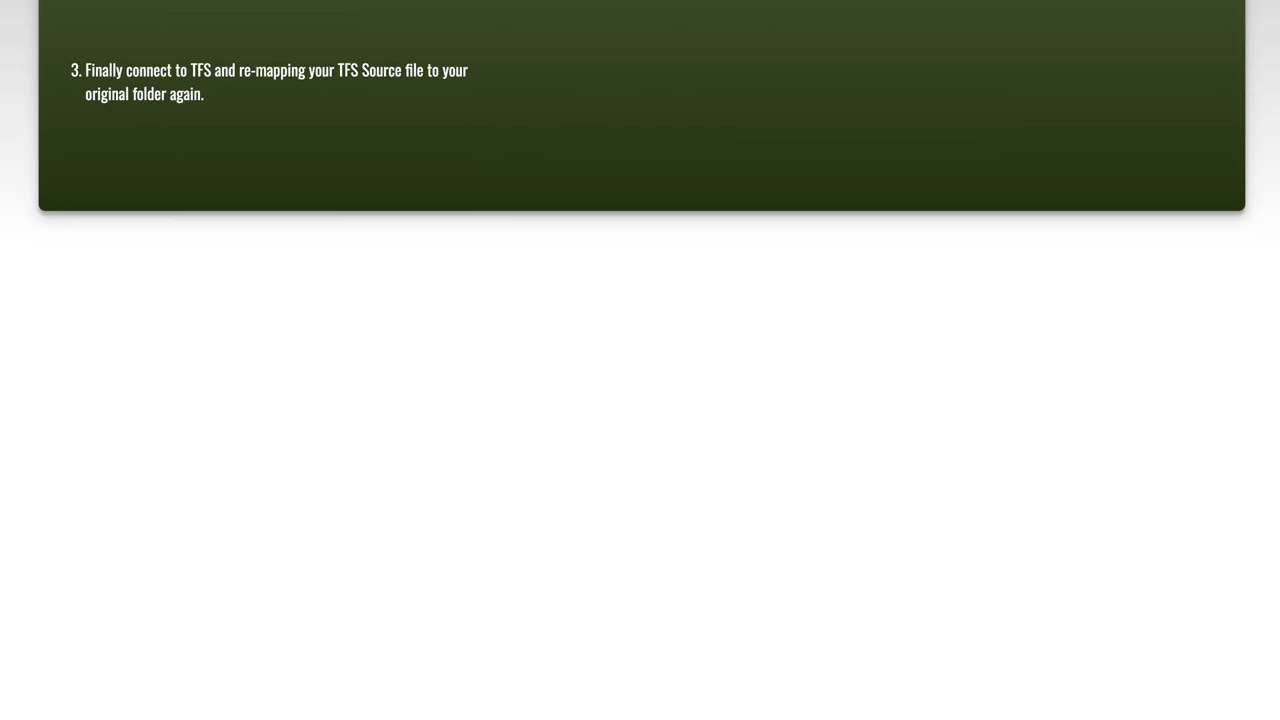 3. Finally connect to TFS and re-mapping your TFS Source file to your
original folder again.